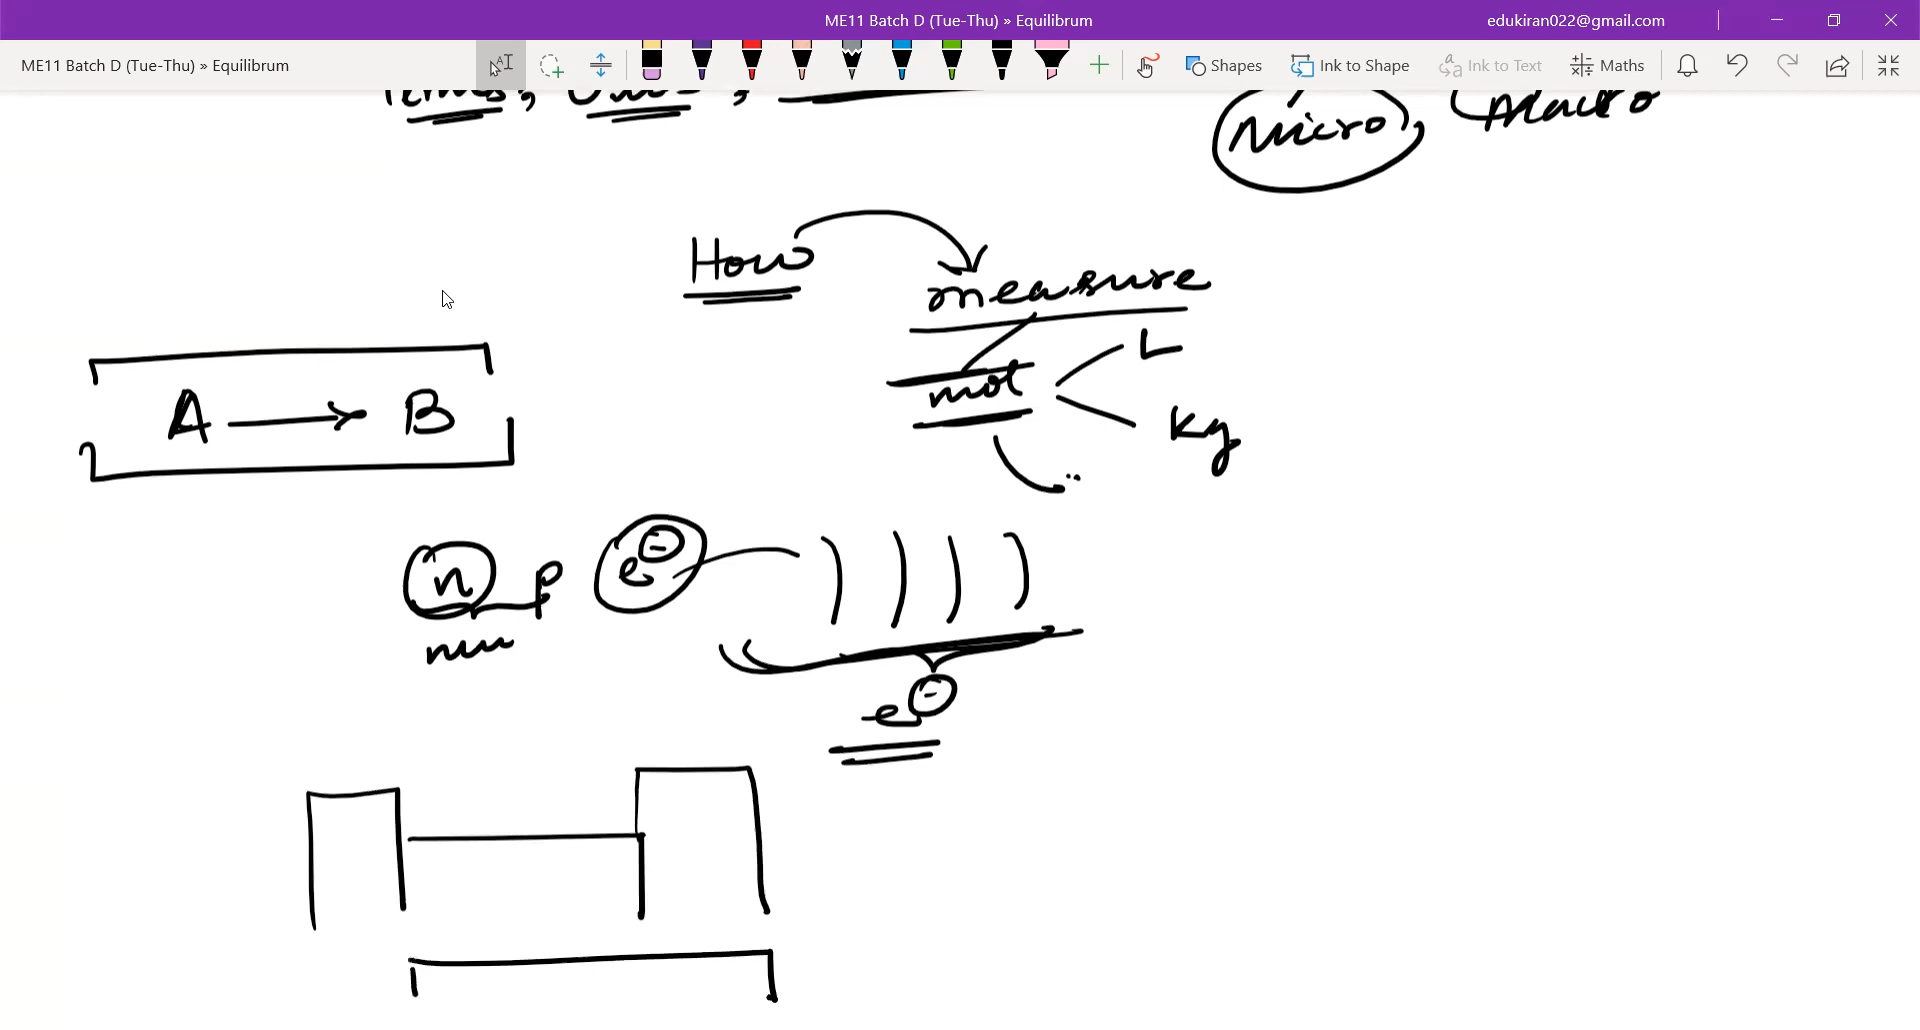 ME11 Batch D (Tue-Thu) » Equilibrum
edukiran022@gmail.com
ME11 Batch D (Tue-Thu) » Equilibrum
Shapes
Ink to Shape
Ink to Text
Maths
Micro, Macro
How
measure
mol
L
Kg
A → B
n p e⁻
e⁻